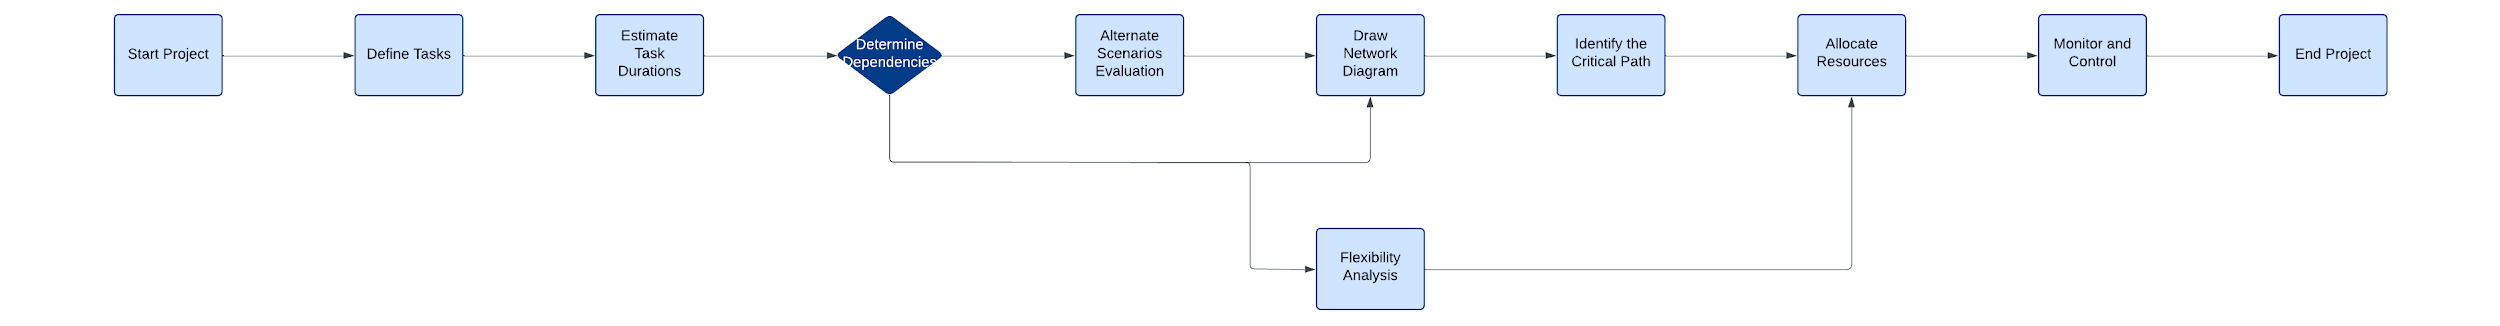 Start Project
Define Tasks
Estimate
Task
Durations
Determine
Dependencies
Alternate
Scenarios
Evaluation
Draw
Network
Diagram
Identify the
Critical Path
Allocate
Resources
Monitor and
Control
End Project
Flexibility
Analysis